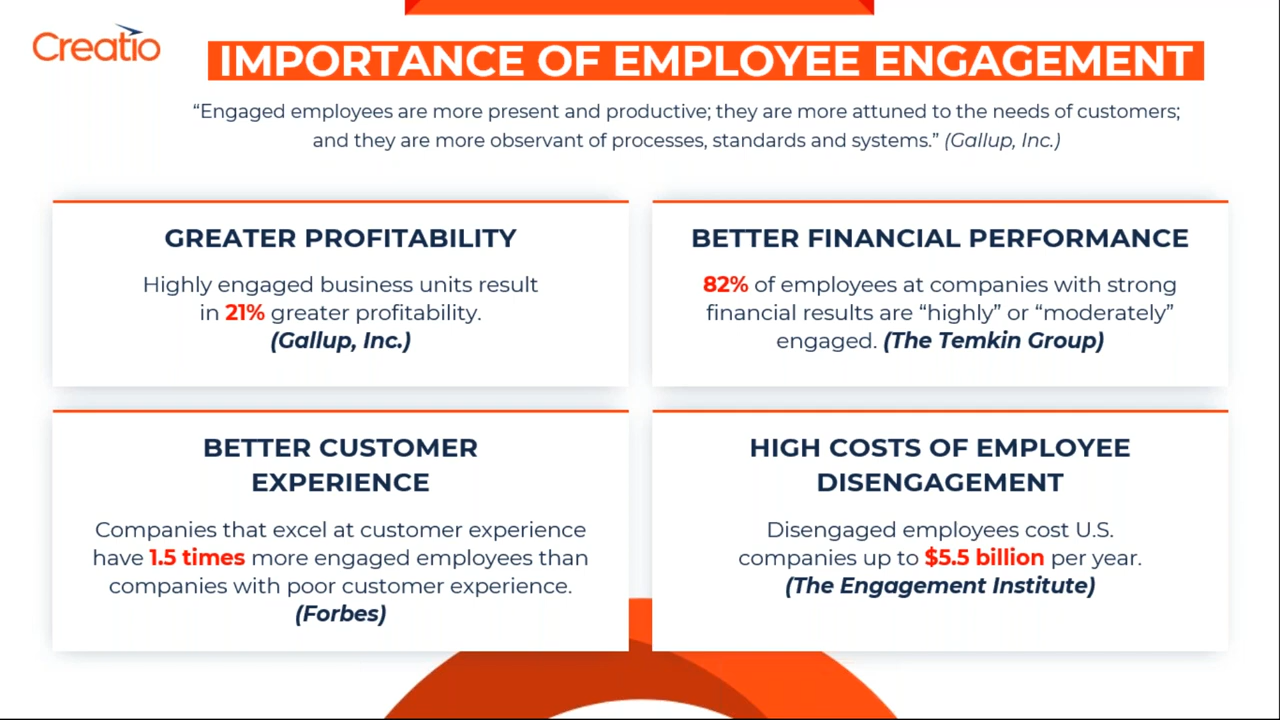 Creatio
IMPORTANCE OF EMPLOYEE ENGAGEMENT
“Engaged employees are more present and productive; they are more attuned to the needs of customers;
and they are more observant of processes, standards and systems.” (Gallup, Inc.)
GREATER PROFITABILITY
Highly engaged business units result
in 21% greater profitability.
(Gallup, Inc.)
BETTER FINANCIAL PERFORMANCE
82% of employees at companies with strong
financial results are “highly” or “moderately”
engaged. (The Temkin Group)
BETTER CUSTOMER
EXPERIENCE
Companies that excel at customer experience
have 1.5 times more engaged employees than
companies with poor customer experience.
(Forbes)
HIGH COSTS OF EMPLOYEE
DISENGAGEMENT
Disengaged employees cost U.S.
companies up to $5.5 billion per year.
(The Engagement Institute)